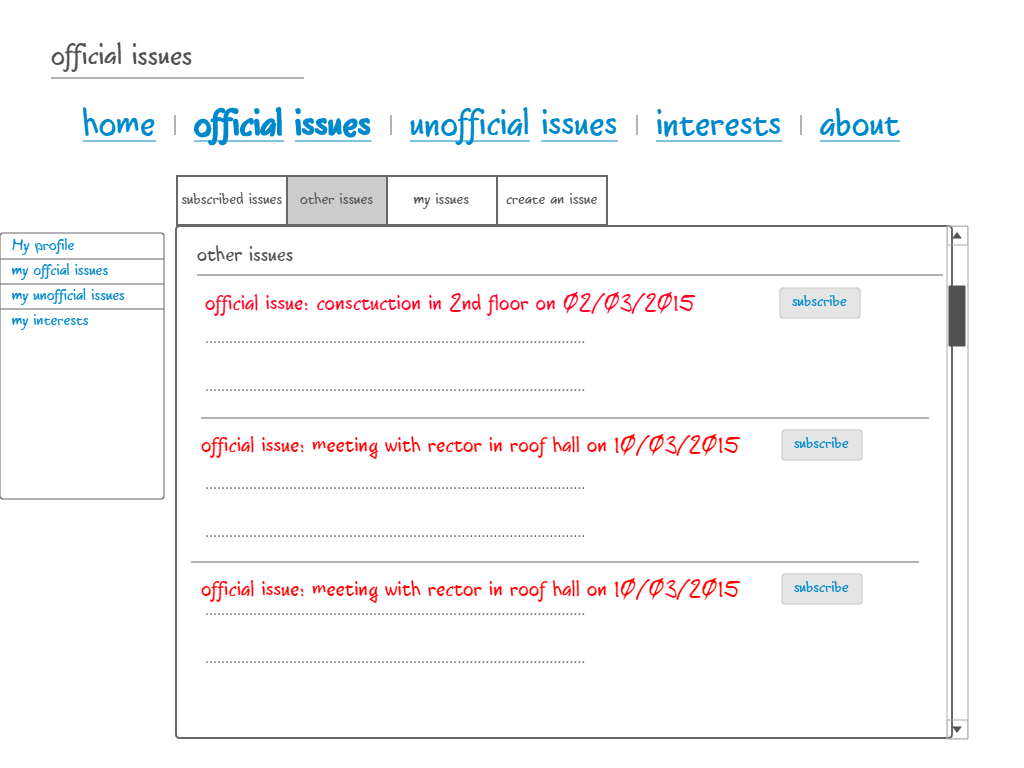 official issues
home | official issues | unofficial issues | interests | about
subscribed issues other issues my issues create an issue
My profile
my offcial issues
my unofficial issues
my interests
other issues
official issue: consctuction in 2nd floor on 02/03/2015 subscribe
official issue: meeting with rector in roof hall on 10/03/2015 subscribe
official issue: meeting with rector in roof hall on 10/03/2015 subscribe